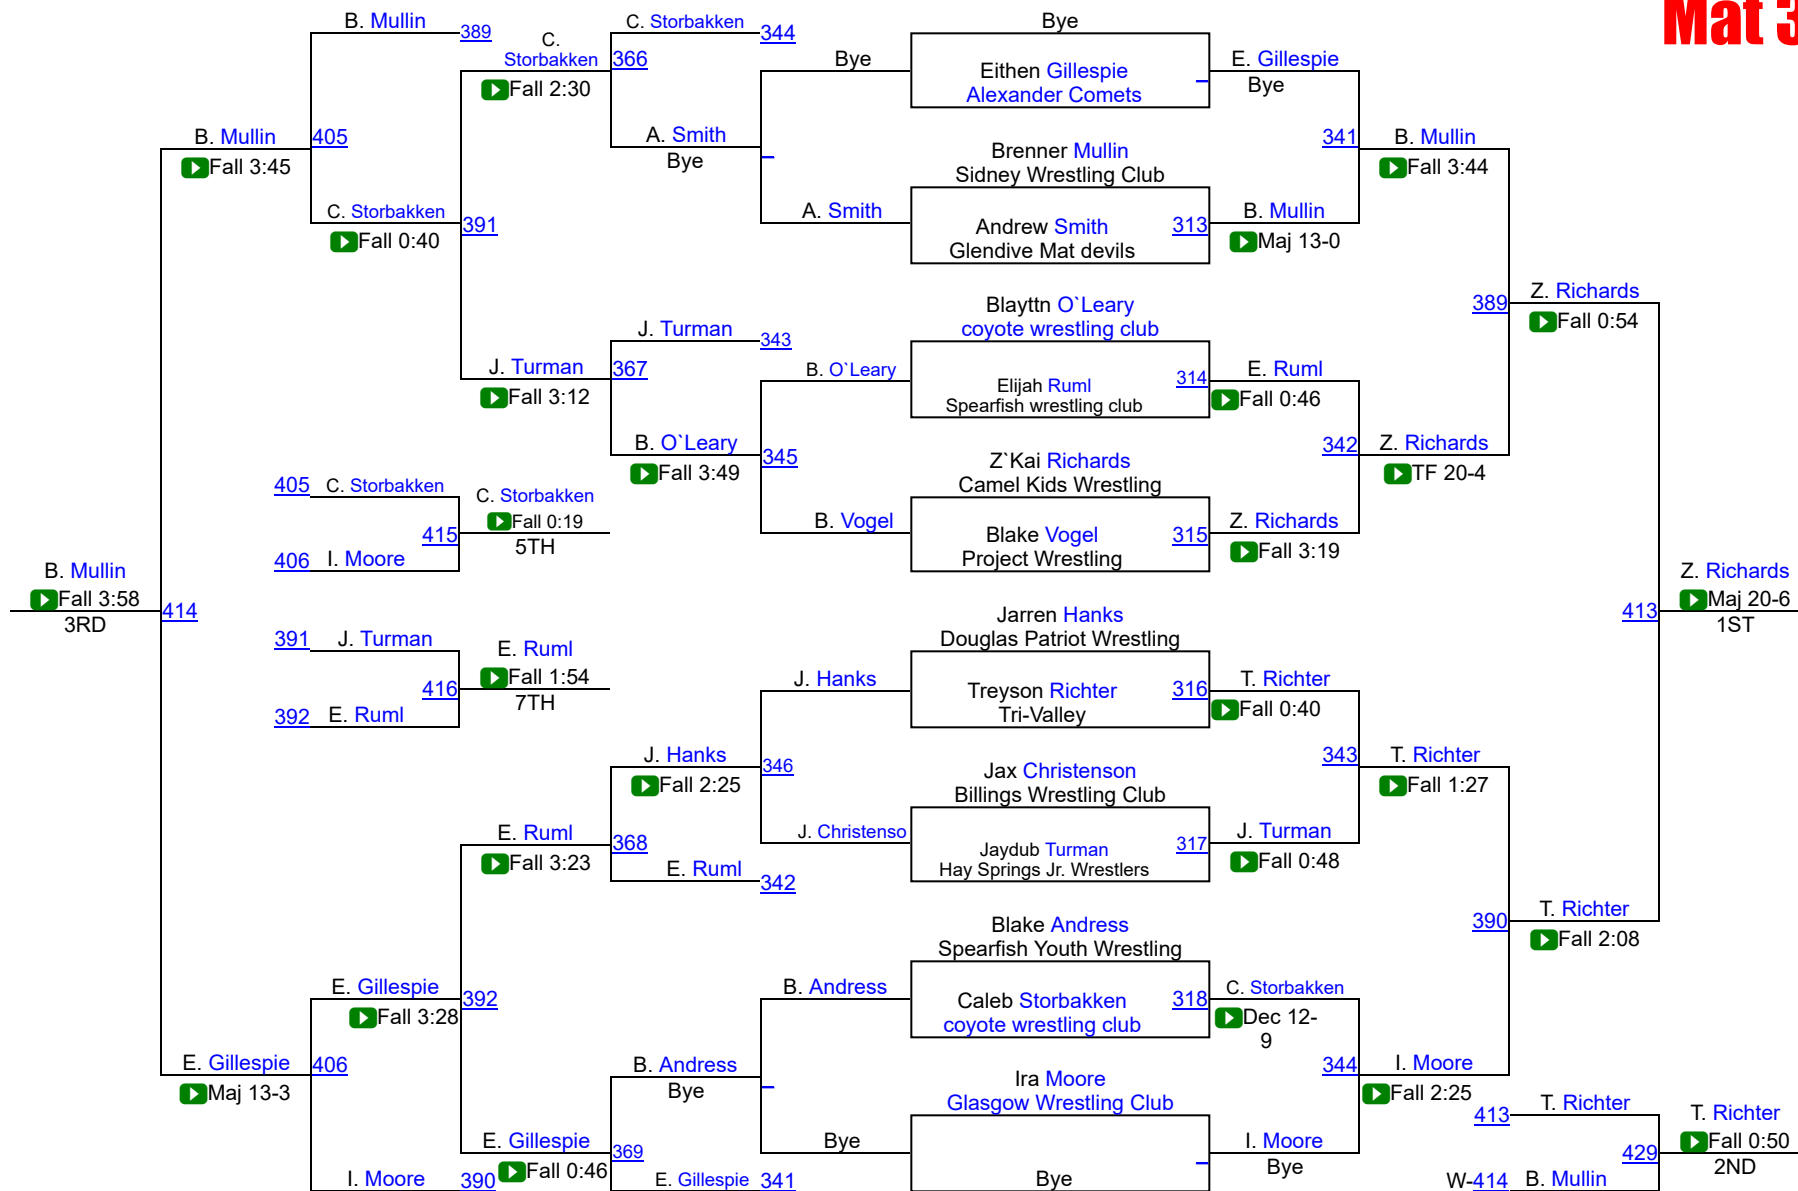 Mat 3
B. Mullin
389
C. Storbakken
366
Fall 2:30
C. Storbakken
344
Bye
Bye
Eithen Gillespie
Alexander Comets
E. Gillespie
Bye
B. Mullin
Fall 3:45
405
A. Smith
Bye
Brenner Mullin
Sidney Wrestling Club
341
B. Mullin
Fall 3:44
C. Storbakken
Fall 0:40
391
A. Smith
Andrew Smith
Glendive Mat devils
313
B. Mullin
Maj 13-0
Blayttn O`Leary
coyote wrestling club
389
Z. Richards
Fall 0:54
J. Turman
343
J. Turman
Fall 3:12
367
B. O`Leary
Elijah Ruml
Spearfish wrestling club
314
E. Ruml
Fall 0:46
B. O`Leary
Fall 3:49
345
Z`Kai Richards
Camel Kids Wrestling
342
Z. Richards
TF 20-4
405
C. Storbakken
C. Storbakken
Fall 0:19
5TH
415
406
I. Moore
B. Vogel
Blake Vogel
Project Wrestling
315
Z. Richards
Fall 3:19
B. Mullin
Fall 3:58
3RD
414
Z. Richards
Maj 20-6
1ST
413
Jarren Hanks
Douglas Patriot Wrestling
391
J. Turman
E. Ruml
Fall 1:54
7TH
416
392
E. Ruml
J. Hanks
Treyson Richter
Tri-Valley
316
T. Richter
Fall 0:40
J. Hanks
Fall 2:25
346
Jax Christenson
Billings Wrestling Club
343
T. Richter
Fall 1:27
E. Ruml
Fall 3:23
368
J. Christenso
Jaydub Turman
Hay Springs Jr. Wrestlers
317
J. Turman
Fall 0:48
E. Ruml
342
Blake Andress
Spearfish Youth Wrestling
390
T. Richter
Fall 2:08
E. Gillespie
Fall 3:28
392
B. Andress
Caleb Storbakken
coyote wrestling club
318
C. Storbakken
Dec 12-
9
E. Gillespie
Maj 13-3
406
B. Andress
Bye
Ira Moore
Glasgow Wrestling Club
344
I. Moore
Fall 2:25
413
T. Richter
T. Richter
Fall 0:50
2ND
429
E. Gillespie
Fall 0:46
369
Bye
I. Moore
Bye
I. Moore
390
E. Gillespie
341
Bye
W-414
B. Mullin